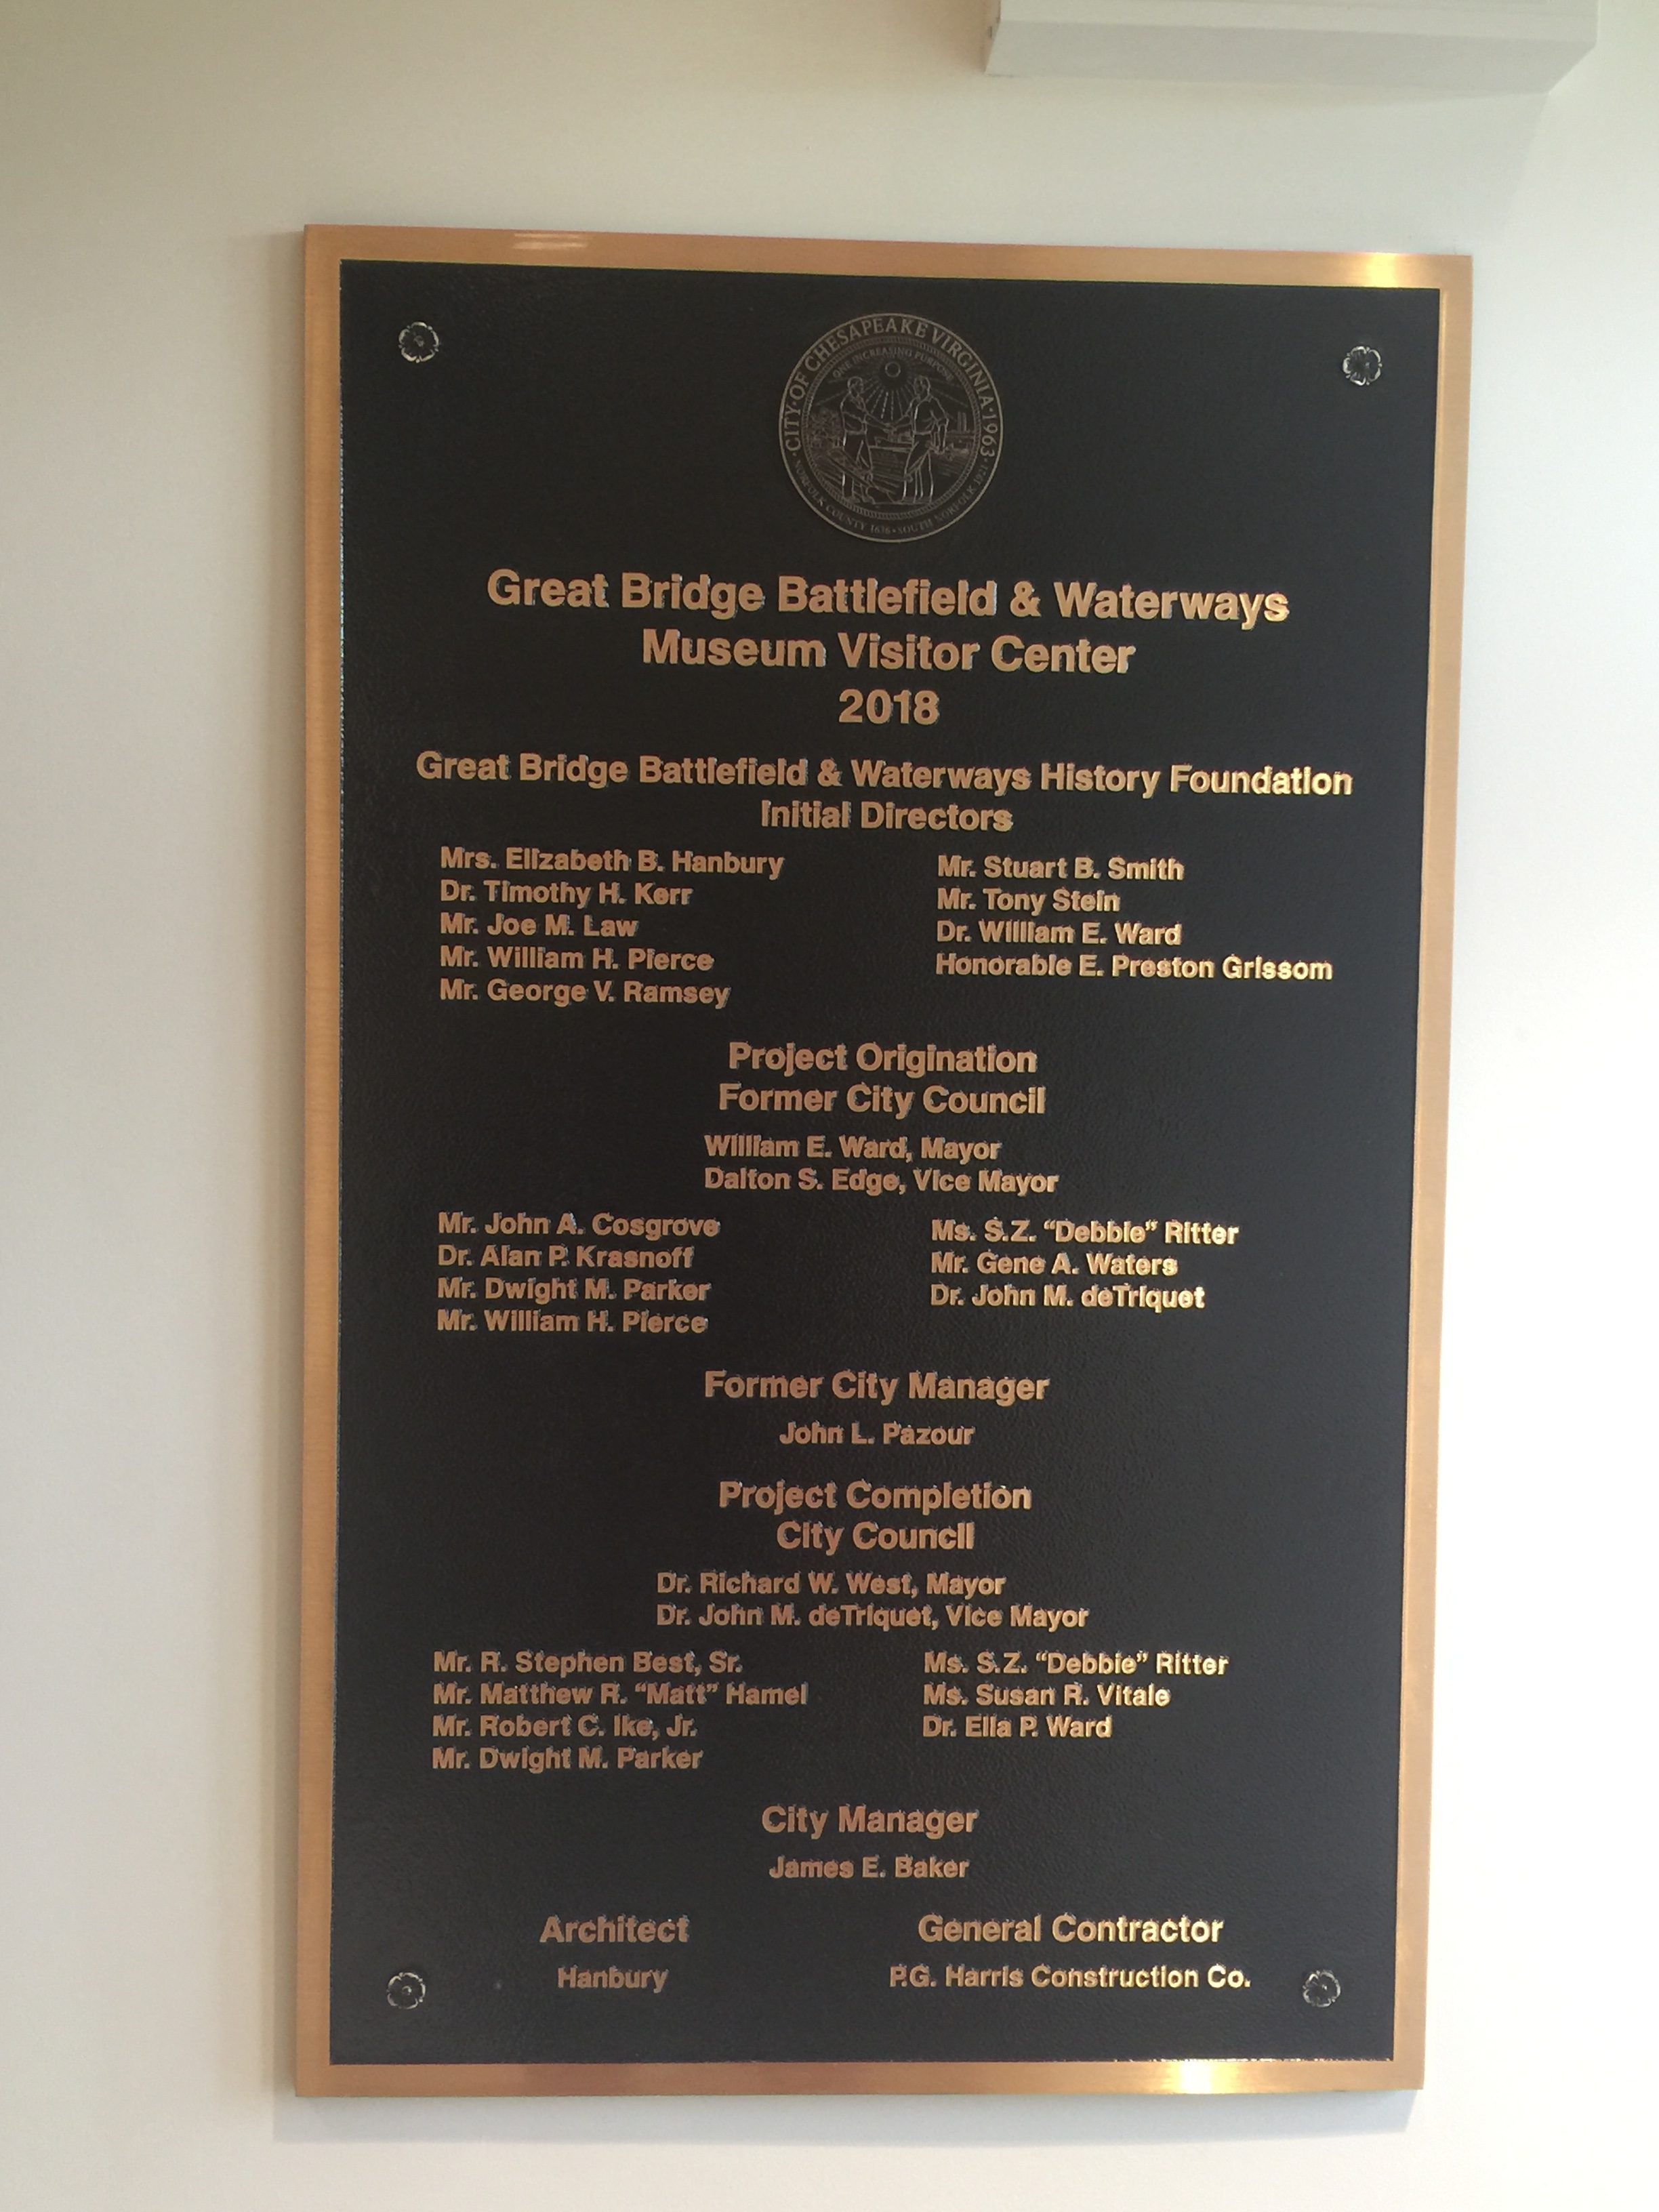 CITY OF CHESAPEAKE VIRGINIA · 1963 ·
ONE INCREASING PURPOSE
NORFOLK COUNTY 1636 · SOUTH NORFOLK
Great Bridge Battlefield & Waterways
Museum Visitor Center
2018
Great Bridge Battlefield & Waterways History Foundation
Initial Directors
Mrs. Elizabeth B. Hanbury
Dr. Timothy H. Kerr
Mr. Joe M. Law
Mr. William H. Pierce
Mr. George V. Ramsey
Mr. Stuart B. Smith
Mr. Tony Stein
Dr. William E. Ward
Honorable E. Preston Grissom
Project Origination
Former City Council
William E. Ward, Mayor
Dalton S. Edge, Vice Mayor
Mr. John A. Cosgrove
Dr. Alan P. Krasnoff
Mr. Dwight M. Parker
Mr. William H. Pierce
Ms. S.Z. “Debbie” Ritter
Mr. Gene A. Waters
Dr. John M. deTriquet
Former City Manager
John L. Pazour
Project Completion
City Council
Dr. Richard W. West, Mayor
Dr. John M. deTriquet, Vice Mayor
Mr. R. Stephen Best, Sr.
Mr. Matthew R. “Matt” Hamel
Mr. Robert C. Ike, Jr.
Mr. Dwight M. Parker
Ms. S.Z. “Debbie” Ritter
Ms. Susan R. Vitale
Dr. Ella P. Ward
City Manager
James E. Baker
Architect
Hanbury
General Contractor
P.G. Harris Construction Co.